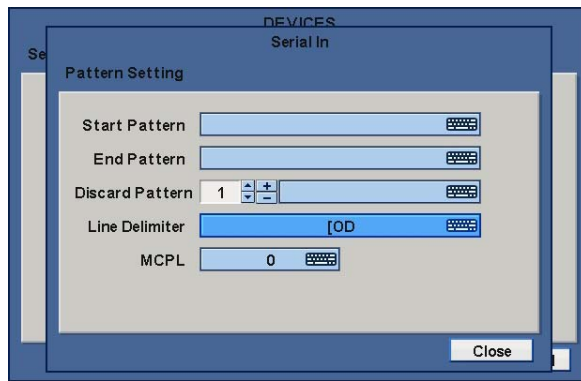 DEVICES
Serial In
Se
Pattern Setting
Start Pattern
End Pattern
Discard Pattern 1
Line Delimiter [OD
MCPL 0
Close